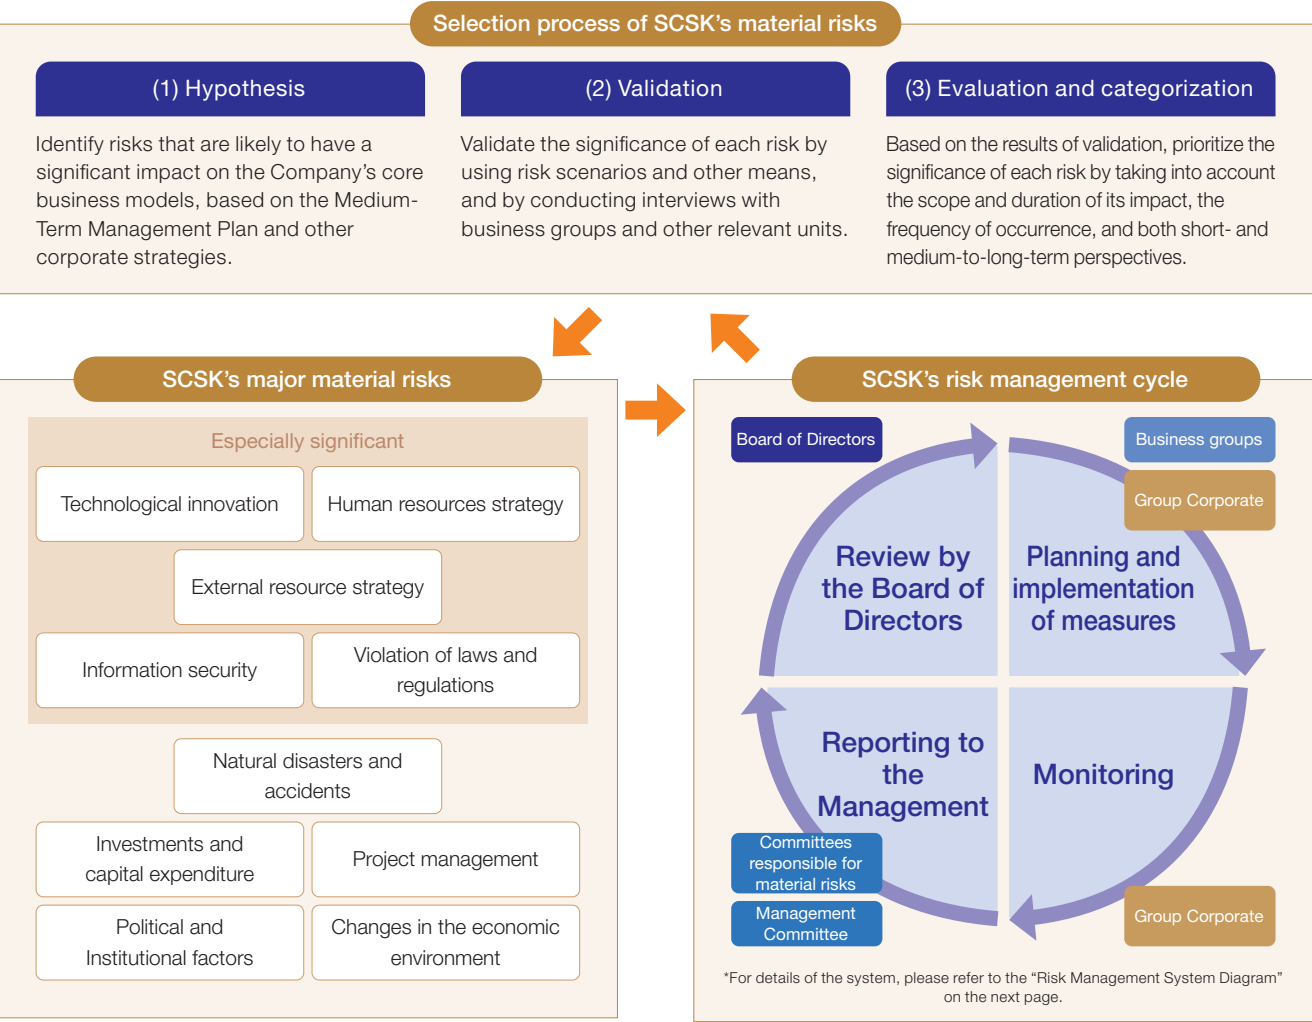 Selection process of SCSK’s material risks
(1) Hypothesis
Identify risks that are likely to have a
significant impact on the Company’s core
business models, based on the Medium-
Term Management Plan and other
corporate strategies.
(2) Validation
Validate the significance of each risk by
using risk scenarios and other means,
and by conducting interviews with
business groups and other relevant units.
(3) Evaluation and categorization
Based on the results of validation, prioritize the
significance of each risk by taking into account
the scope and duration of its impact, the
frequency of occurrence, and both short- and
medium-to-long-term perspectives.
SCSK’s major material risks
Especially significant
Technological innovation
Human resources strategy
External resource strategy
Information security
Violation of laws and
regulations
Natural disasters and
accidents
Investments and
capital expenditure
Project management
Political and
Institutional factors
Changes in the economic
environment
SCSK’s risk management cycle
Board of Directors
Business groups
Group Corporate
Review by
the Board of
Directors
Planning and
implementation
of measures
Reporting to
the
Management
Monitoring
Committees
responsible for
material risks
Management
Committee
Group Corporate
*For details of the system, please refer to the “Risk Management System Diagram”
on the next page.